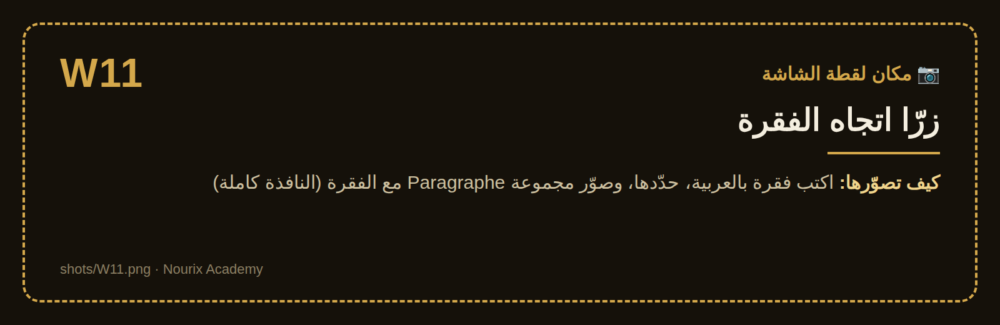 W11
📷 مكان لقطة الشاشة
زرّا اتجاه الفقرة
كيف تصوّرها: اكتب فقرة بالعربية، حدّدها، وصوّر مجموعة Paragraphe مع الفقرة (النافذة كاملة)
shots/W11.png · Nourix Academy